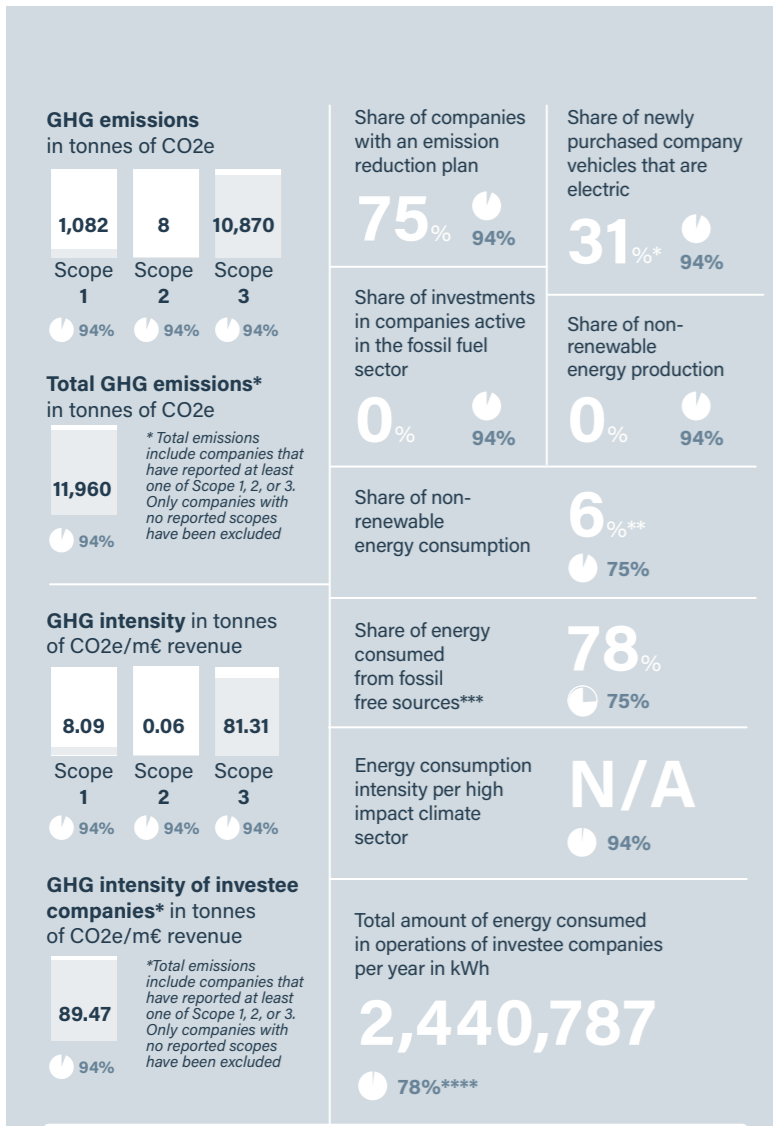 GHG emissions
in tonnes of CO2e
1,082
8
10,870
Scope
1
Scope
2
Scope
3
94%
94%
94%
Total GHG emissions*
in tonnes of CO2e
11,960
94%
* Total emissions
include companies that
have reported at least
one of Scope 1, 2, or 3.
Only companies with
no reported scopes
have been excluded
GHG intensity in tonnes
of CO2e/m€ revenue
8.09
0.06
81.31
Scope
1
Scope
2
Scope
3
94%
94%
94%
GHG intensity of investee
companies* in tonnes
of CO2e/m€ revenue
89.47
94%
*Total emissions
include companies that
have reported at least
one of Scope 1, 2, or 3.
Only companies with
no reported scopes
have been excluded
Share of companies
with an emission
reduction plan
75%
94%
Share of newly
purchased company
vehicles that are
electric
31%*
94%
Share of investments
in companies active
in the fossil fuel
sector
0%
94%
Share of non-
renewable
energy production
0%
94%
Share of non-
renewable
energy consumption
6%**
75%
Share of energy
consumed
from fossil
free sources***
78%
75%
Energy consumption
intensity per high
impact climate
sector
N/A
94%
Total amount of energy consumed
in operations of investee companies
per year in kWh
2,440,787
78%****